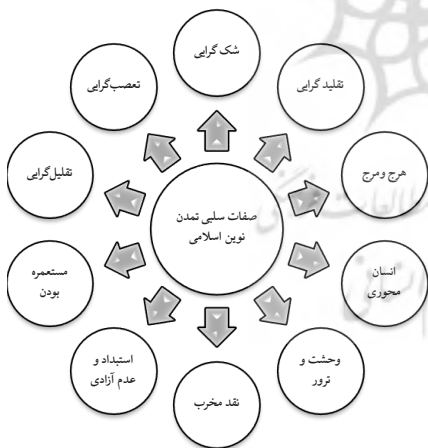 شک گرایی
تقلید گرایی
هرج ومرج
انسان
محوری
وحشت و
ترور
نقد مخرب
استبداد و
عدم آزادی
مستعمره
بودن
تقلیل‌گرایی
تعصب‌گرایی
صفات سلبی تمدن
نوین اسلامی